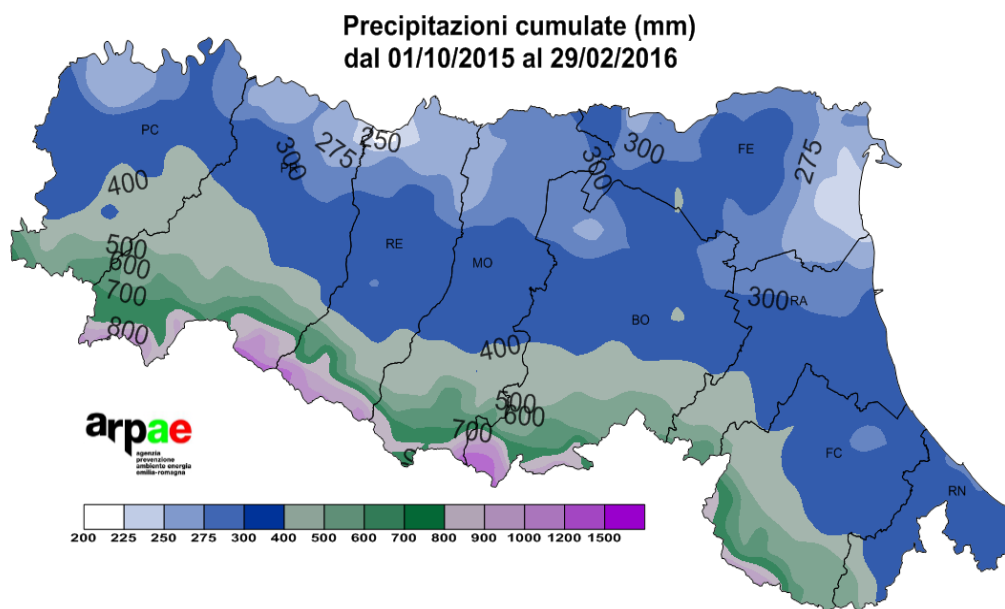 Precipitazioni cumulate (mm)
dal 01/10/2015 al 29/02/2016
PC
300
275
250
300
300
FE
275
400
PR
RE
MO
500
600
700
800
300
RA
BO
400
500
600
700
FC
RN
arpae
agenzia
prevenzione
ambiente energia
emilia-romagna
200 225 250 275 300 400 500 600 700 800 900 1000 1200 1500